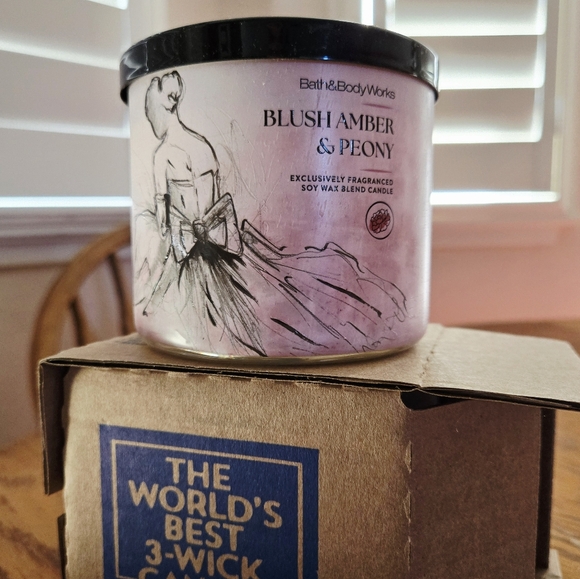 Bath&BodyWorks
BLUSH AMBER
& PEONY
EXCLUSIVELY FRAGRANCED
SOY WAX BLEND CANDLE
THE
WORLD'S
BEST
3-WICK